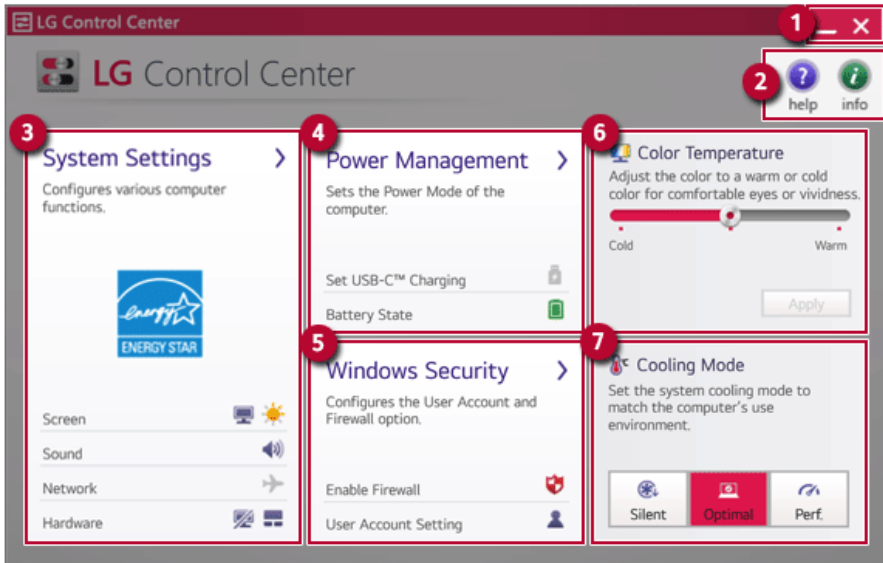 LG Control Center
1
LG Control Center
2
help
info
3
System Settings
Configures various computer
functions.
energy
ENERGY STAR
Screen
Sound
Network
Hardware
4
Power Management
Sets the Power Mode of the
computer.
Set USB-C™ Charging
Battery State
5
Windows Security
Configures the User Account and
Firewall option.
Enable Firewall
User Account Setting
6
Color Temperature
Adjust the color to a warm or cold
color for comfortable eyes or vividness.
Cold
Warm
Apply
7
Cooling Mode
Set the system cooling mode to
match the computer's use
environment.
Silent
Optimal
Perf.